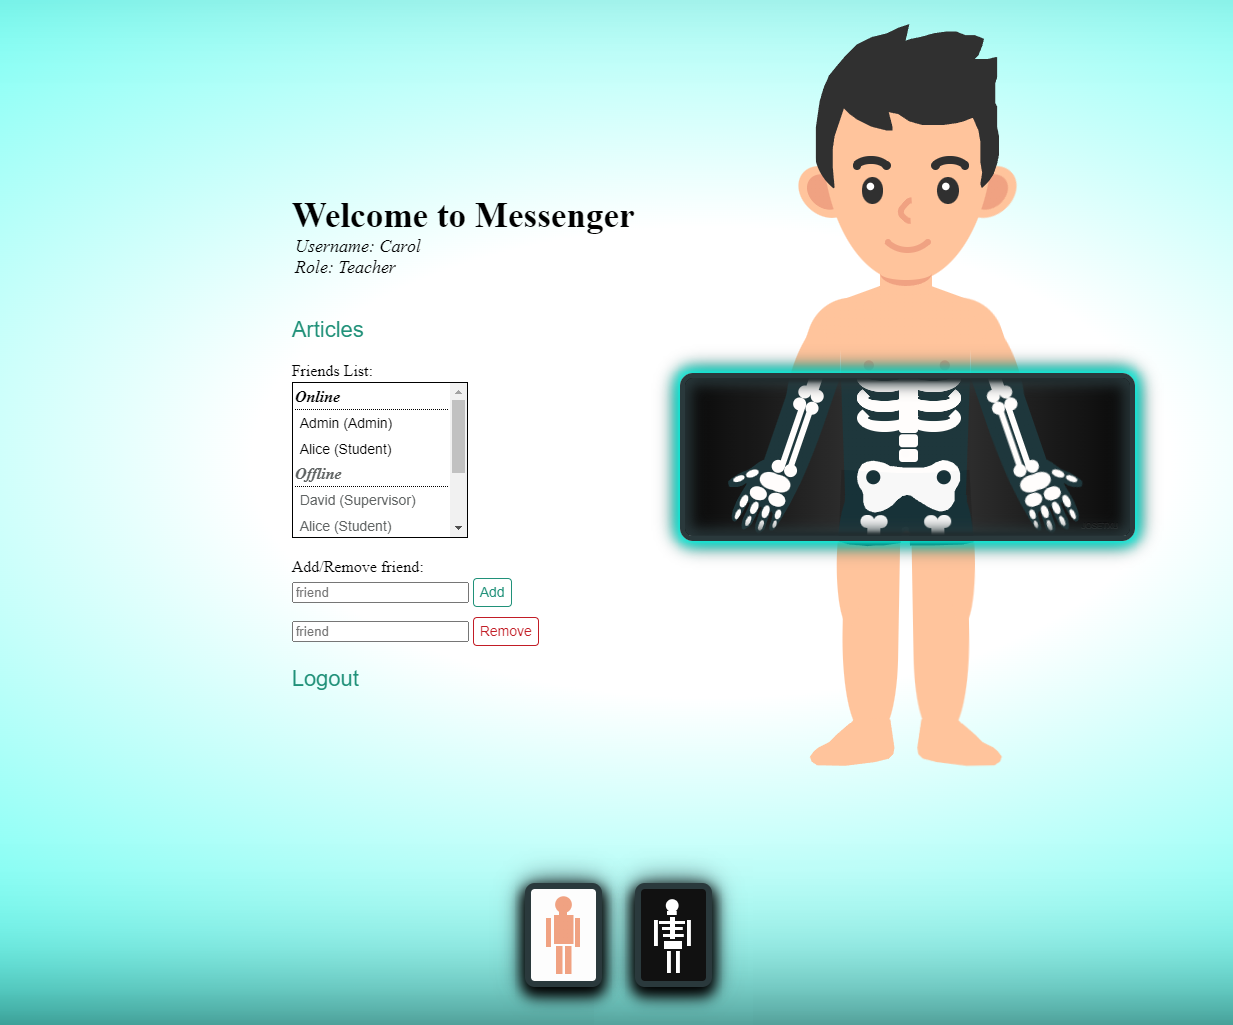 Welcome to Messenger
Username: Carol
Role: Teacher
Articles
Friends List:
Online
Admin (Admin)
Alice (Student)
Offline
David (Supervisor)
Alice (Student)
Add/Remove friend:
friend
Add
friend
Remove
Logout